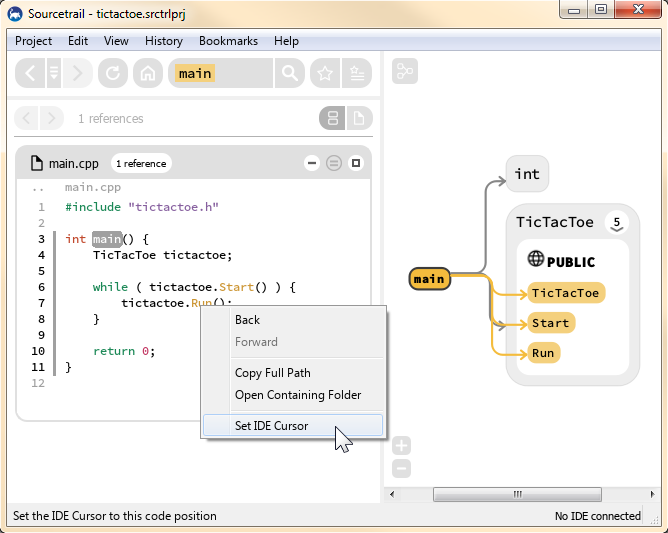 Sourcetrail - tictactoe.srctrlprj
Project Edit View History Bookmarks Help
main
1 references
main.cpp 1 reference
.. main.cpp
1 #include "tictactoe.h"
2
3 int main() {
4 TicTacToe tictactoe;
5
6 while ( tictactoe.Start() ) {
7 tictactoe.Run();
8 }
9
10 return 0;
11 }
12
Back
Forward
Copy Full Path
Open Containing Folder
Set IDE Cursor
int
TicTacToe 5
PUBLIC
main
TicTacToe
Start
Run
Set the IDE Cursor to this code position
No IDE connected